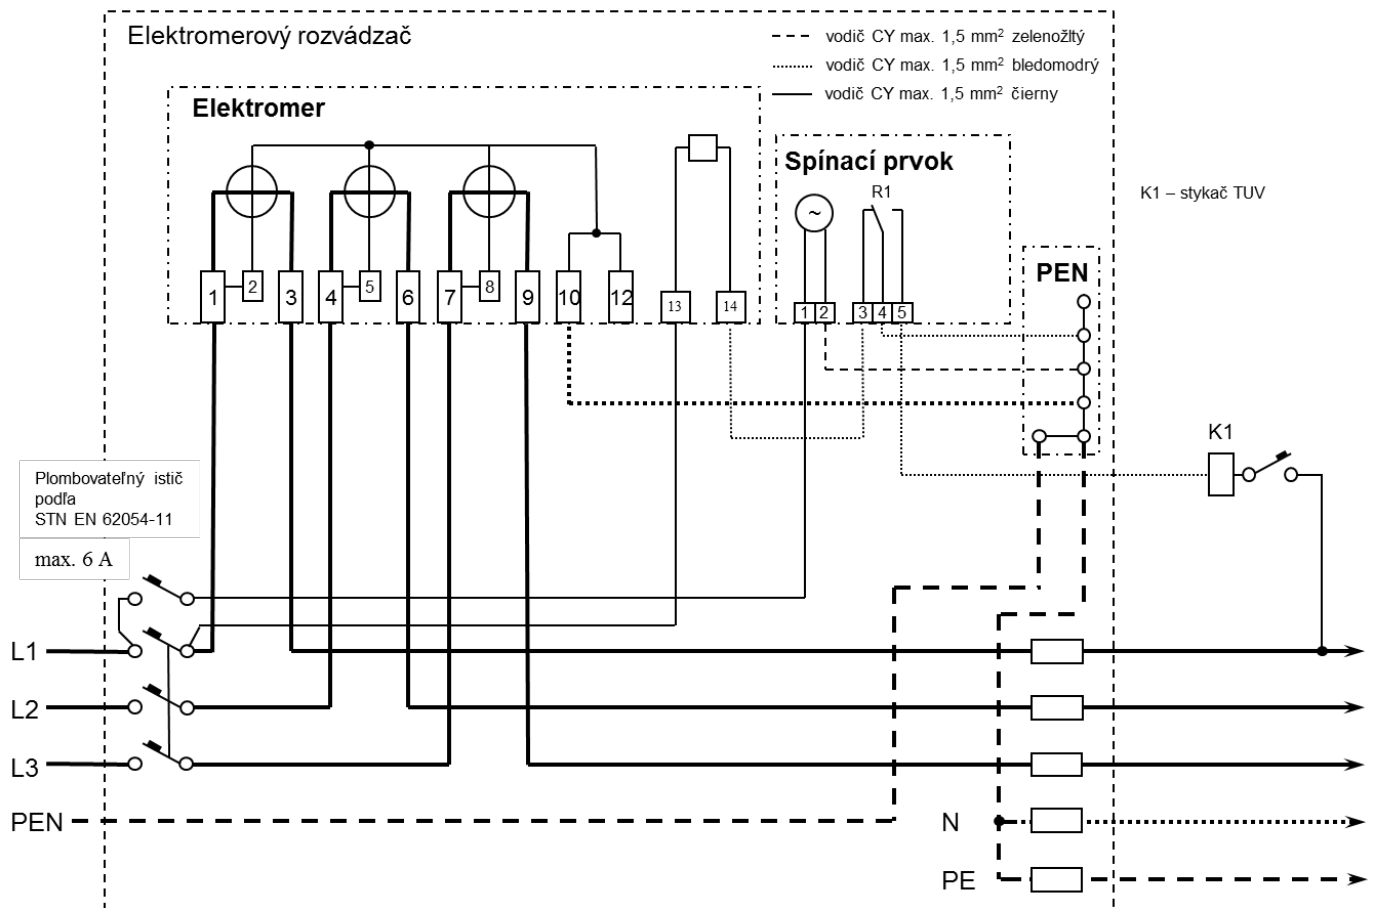 Elektromerový rozvádzač
vodič CY max. 1,5 mm² zelenožltý
vodič CY max. 1,5 mm² bledomodrý
vodič CY max. 1,5 mm² čierny
Elektromer
Spínací prvok
R1
~
K1 – stykač TUV
PEN
1 2 3 4 5 6 7 8 9 10 12 13 14
1 2 3 4 5
K1
Plombovateľný istič
podľa
STN EN 62054-11
max. 6 A
L1
L2
L3
PEN
N
PE